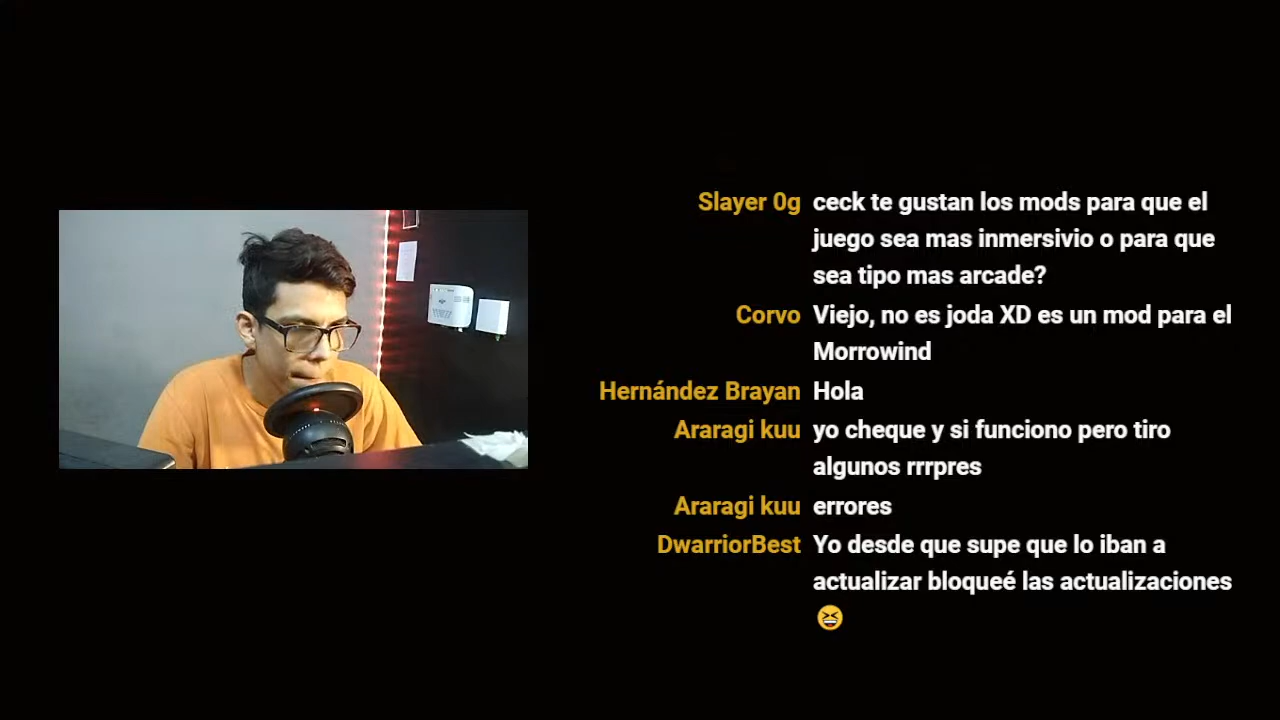 Slayer 0g ceck te gustan los mods para que el
juego sea mas inmersivio o para que
sea tipo mas arcade?
Corvo Viejo, no es joda XD es un mod para el
Morrowind
Hernández Brayan Hola
Araragi kuu yo cheque y si funciono pero tiro
algunos rrrpres
Araragi kuu errores
DwarriorBest Yo desde que supe que lo iban a
actualizar bloqueé las actualizaciones
😆